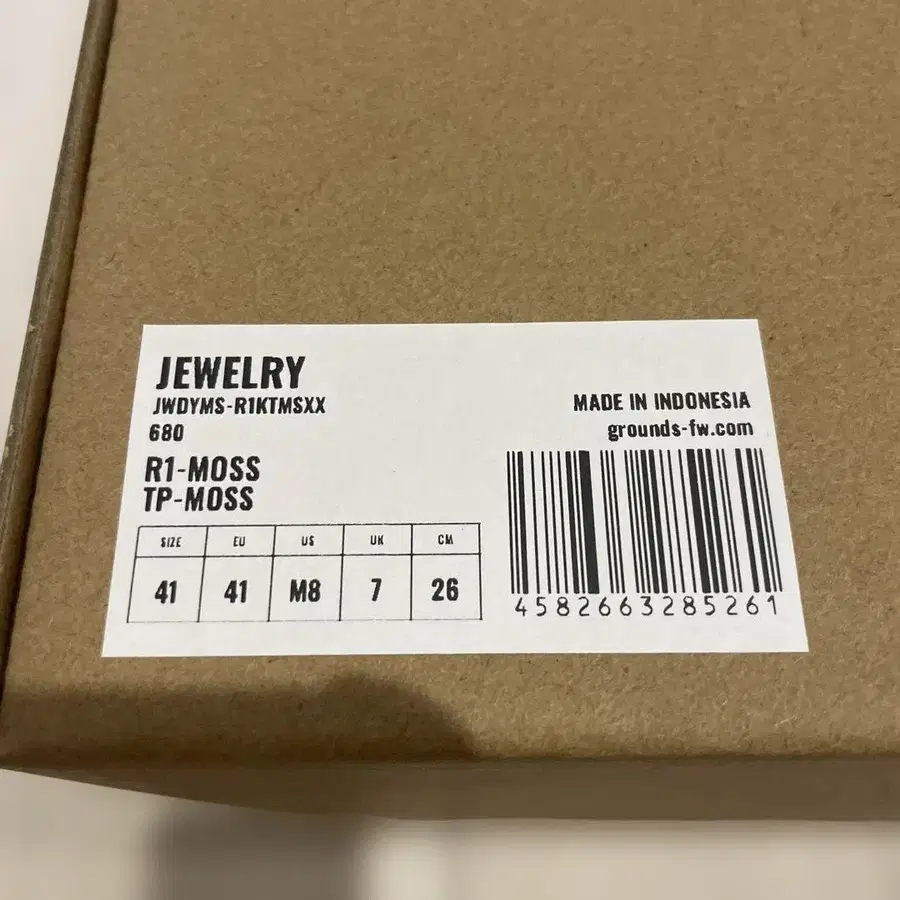 JEWELRY
JWDYMS-R1KTMSXX
680
R1-MOSS
TP-MOSS
MADE IN INDONESIA
grounds-fw.com
SIZE EU US UK CM
41 41 M8 7 26
4582663285261